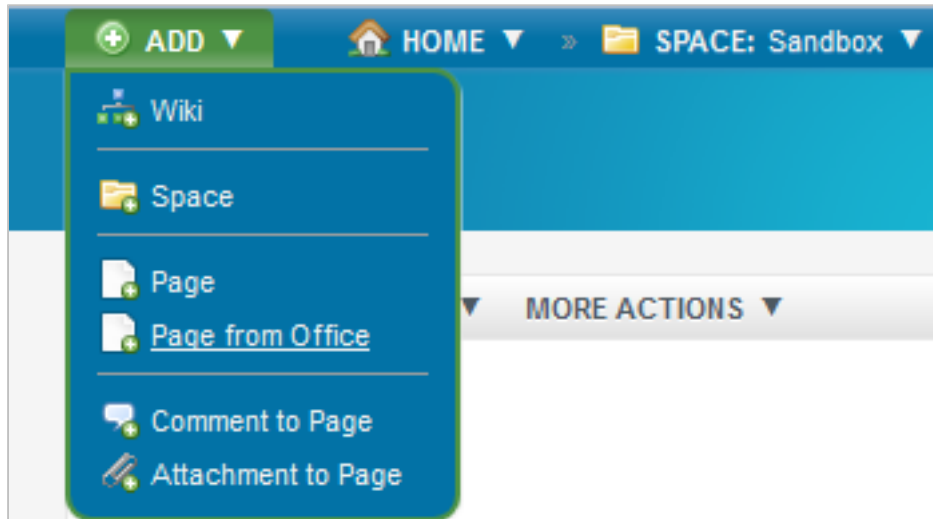 ADD ▼ HOME ▼ » SPACE: Sandbox ▼
Wiki
Space
Page
▼ MORE ACTIONS ▼
Page from Office
Comment to Page
Attachment to Page